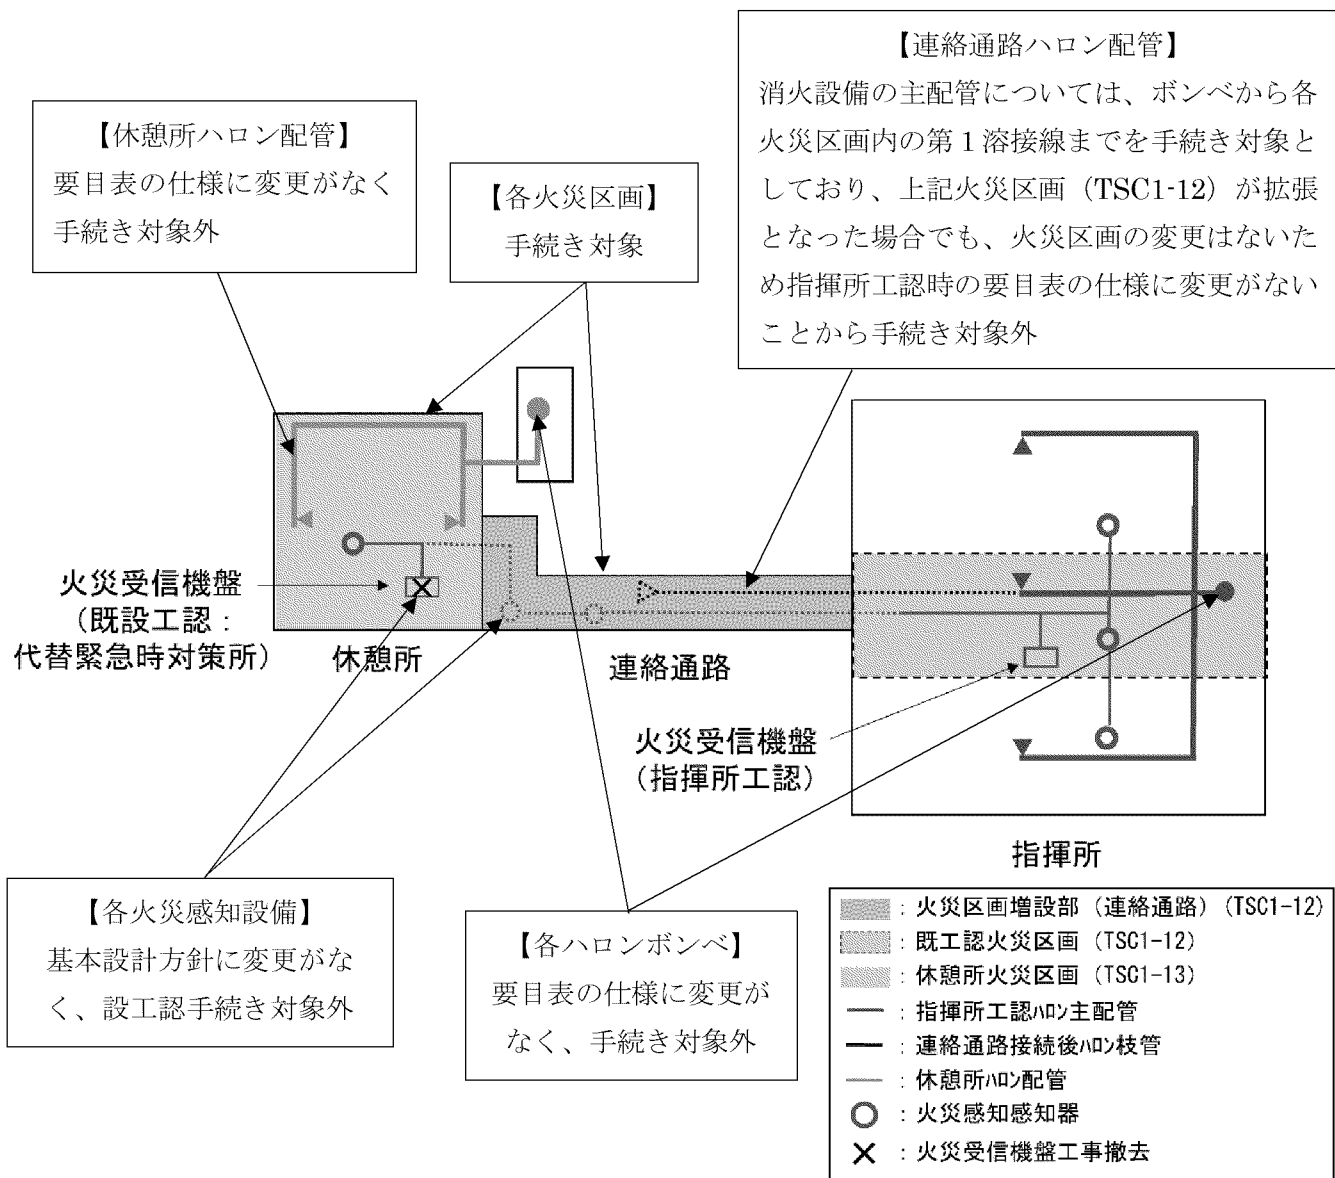 【連絡通路ハロン配管】
消火設備の主配管については、ボンベから各
火災区画内の第1溶接線までを手続き対象と
しており、上記火災区画（TSC1-12）が拡張
となった場合でも、火災区画の変更はないた
め指揮所工認時の要目表の仕様に変更がない
ことから手続き対象外
【休憩所ハロン配管】
要目表の仕様に変更がなく
手続き対象外
【各火災区画】
手続き対象
火災受信機盤
（既設工認：
代替緊急時対策所）
休憩所
連絡通路
火災受信機盤
（指揮所工認）
指揮所
【各火災感知設備】
基本設計方針に変更がな
く、設工認手続き対象外
【各ハロンボンベ】
要目表の仕様に変更が
なく、手続き対象外
：火災区画増設部（連絡通路）（TSC1-12）
：既工認火災区画（TSC1-12）
：休憩所火災区画（TSC1-13）
：指揮所工認ﾊﾛﾝ主配管
：連絡通路接続後ﾊﾛﾝ枝管
：休憩所ﾊﾛﾝ配管
：火災感知感知器
：火災受信機盤工事撤去